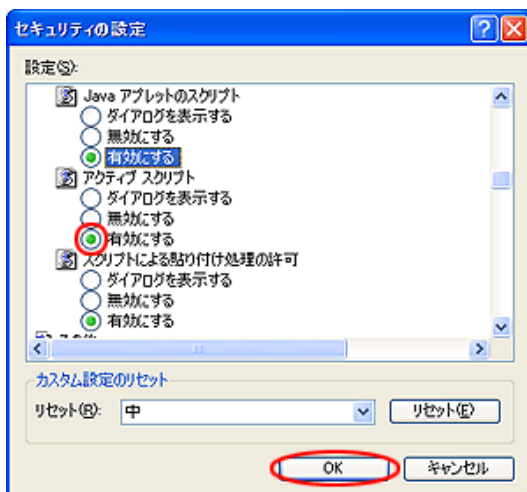 セキュリティの設定
設定(S):
Java アプレットのスクリプト
ダイアログを表示する
無効にする
有効にする
アクティブ スクリプト
ダイアログを表示する
無効にする
有効にする
スクリプトによる貼り付け処理の許可
ダイアログを表示する
無効にする
有効にする
カスタム設定のリセット
リセット(R): 中 リセット(E)
OK キャンセル